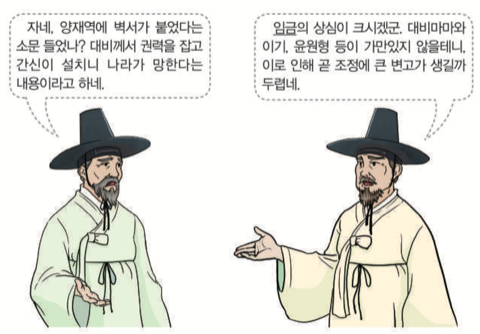 자네, 양재역에 벽서가 붙었다는
소문 들었나? 대비께서 권력을 잡고
간신이 설치니 나라가 망한다는
내용이라고 하네.
임금의 상심이 크시겠군. 대비마마와
이기, 윤원형 등이 가만있지 않을테니,
이로 인해 곧 조정에 큰 변고가 생길까
두렵네.